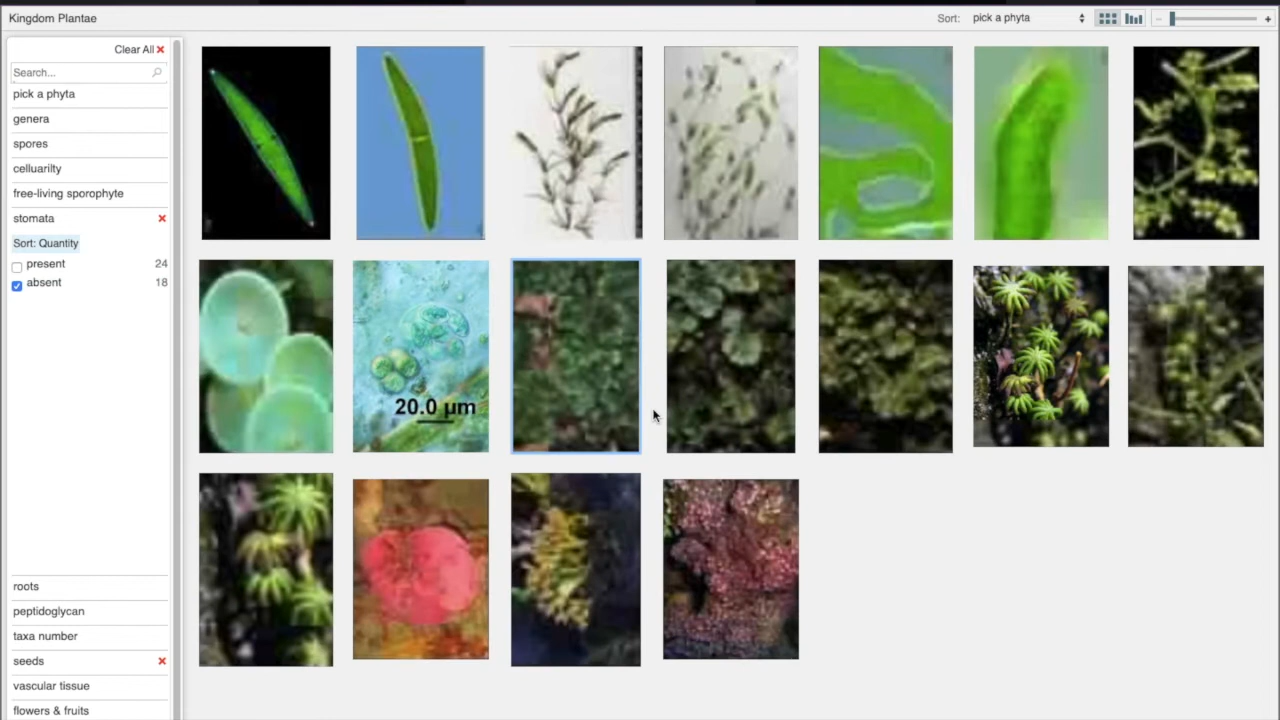 Kingdom Plantae
Sort: pick a phyta
− +
Clear All ×
Search...
pick a phyta
genera
spores
celluarilty
free-living sporophyte
stomata ×
Sort: Quantity
present 24
absent 18
20.0 µm
roots
peptidoglycan
taxa number
seeds ×
vascular tissue
flowers & fruits